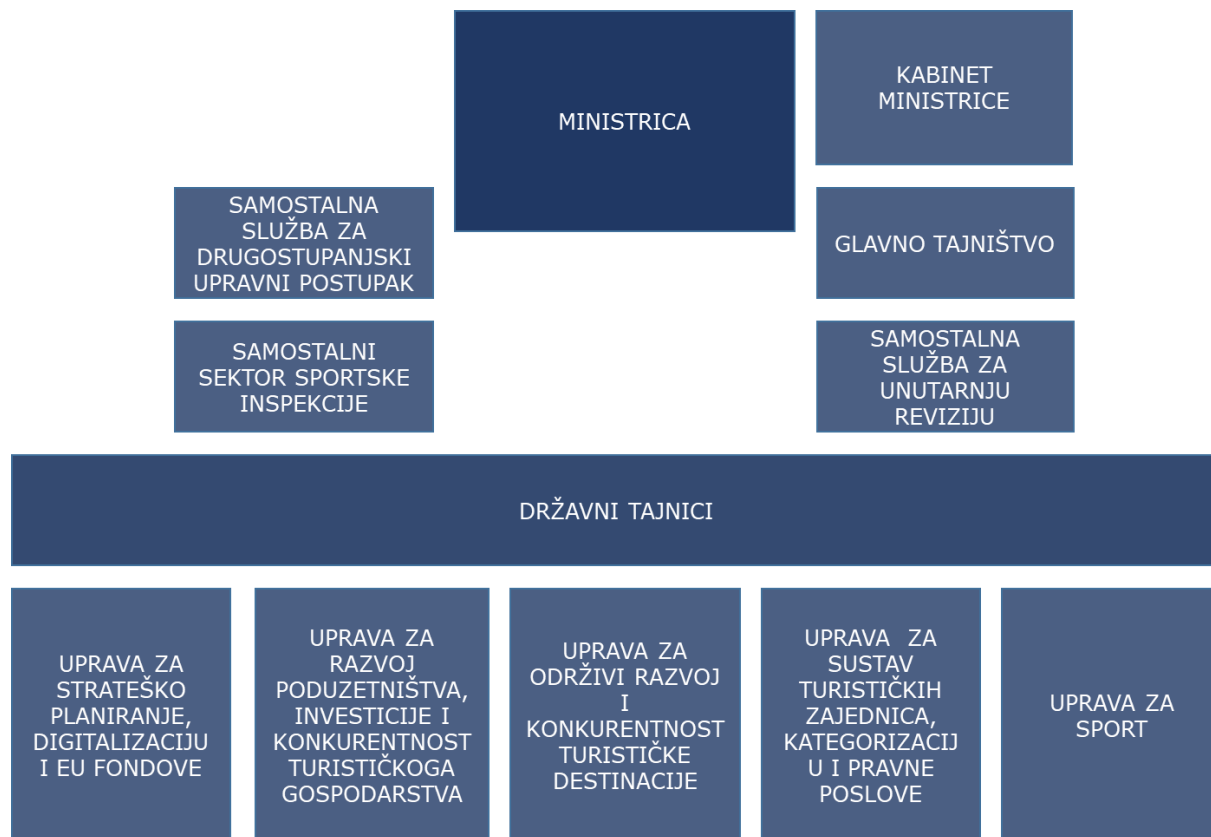 MINISTRICA
KABINET
MINISTRICE
SAMOSTALNA
SLUŽBA ZA
DRUGOSTUPANJSKI
UPRAVNI POSTUPAK
GLAVNO TAJNIŠTVO
SAMOSTALNI
SEKTOR SPORTSKE
INSPEKCIJE
SAMOSTALNA
SLUŽBA ZA
UNUTARNJU
REVIZIJU
DRŽAVNI TAJNICI
UPRAVA ZA
STRATEŠKO
PLANIRANJE,
DIGITALIZACIJU
I EU FONDOVE
UPRAVA ZA
RAZVOJ
PODUZETNIŠTVA,
INVESTICIJE I
KONKURENTNOST
TURISTIČKOGA
GOSPODARSTVA
UPRAVA ZA
ODRŽIVI RAZVOJ
I
KONKURENTNOST
TURISTIČKE
DESTINACIJE
UPRAVA ZA
SUSTAV
TURISTIČKIH
ZAJEDNICA,
KATEGORIZACIJ
U I PRAVNE
POSLOVE
UPRAVA ZA
SPORT